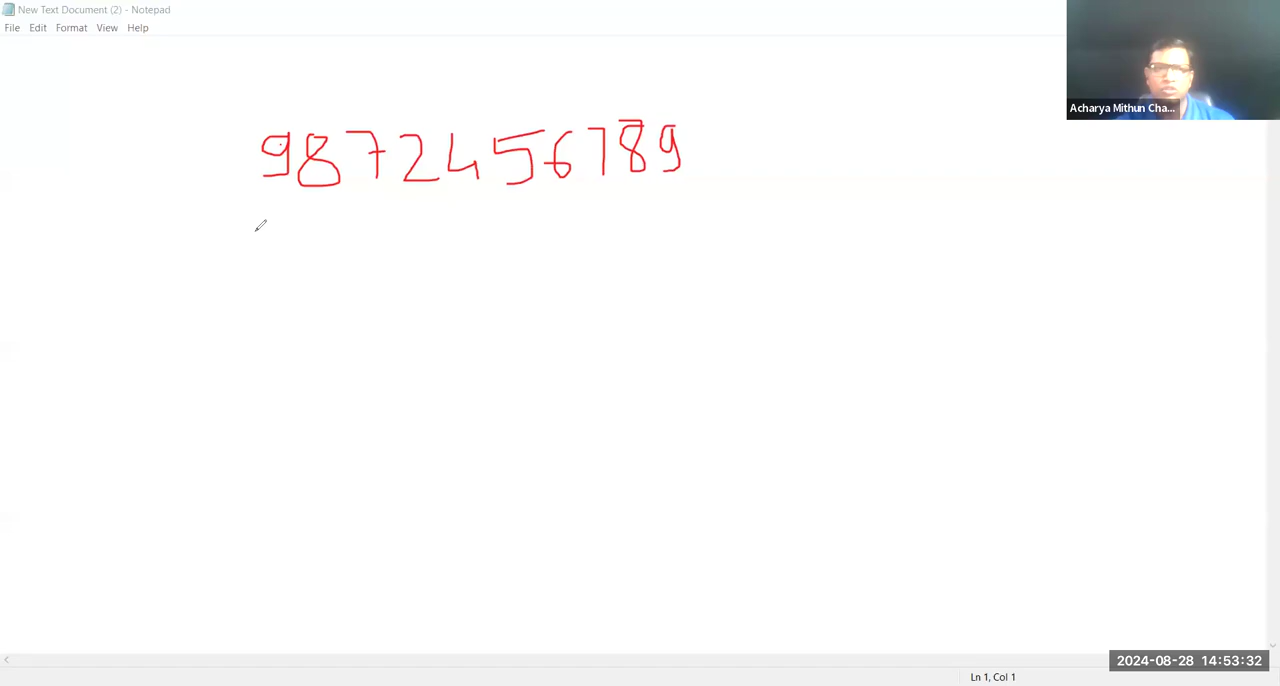 New Text Document (2) - Notepad
File Edit Format View Help
Acharya Mithun Cha...
9872456789
2024-08-28 14:53:32
Ln 1, Col 1